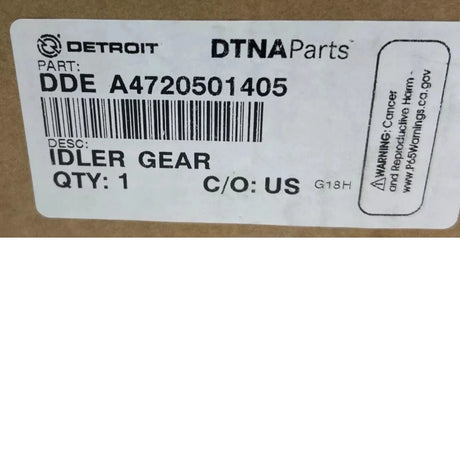 DETROIT DTNAParts™
PART:
DDE A4720501405
DESC:
IDLER GEAR
QTY: 1 C/O: US G18H
⚠WARNING: Cancer
and Reproductive Harm -
www.P65Warnings.ca.gov